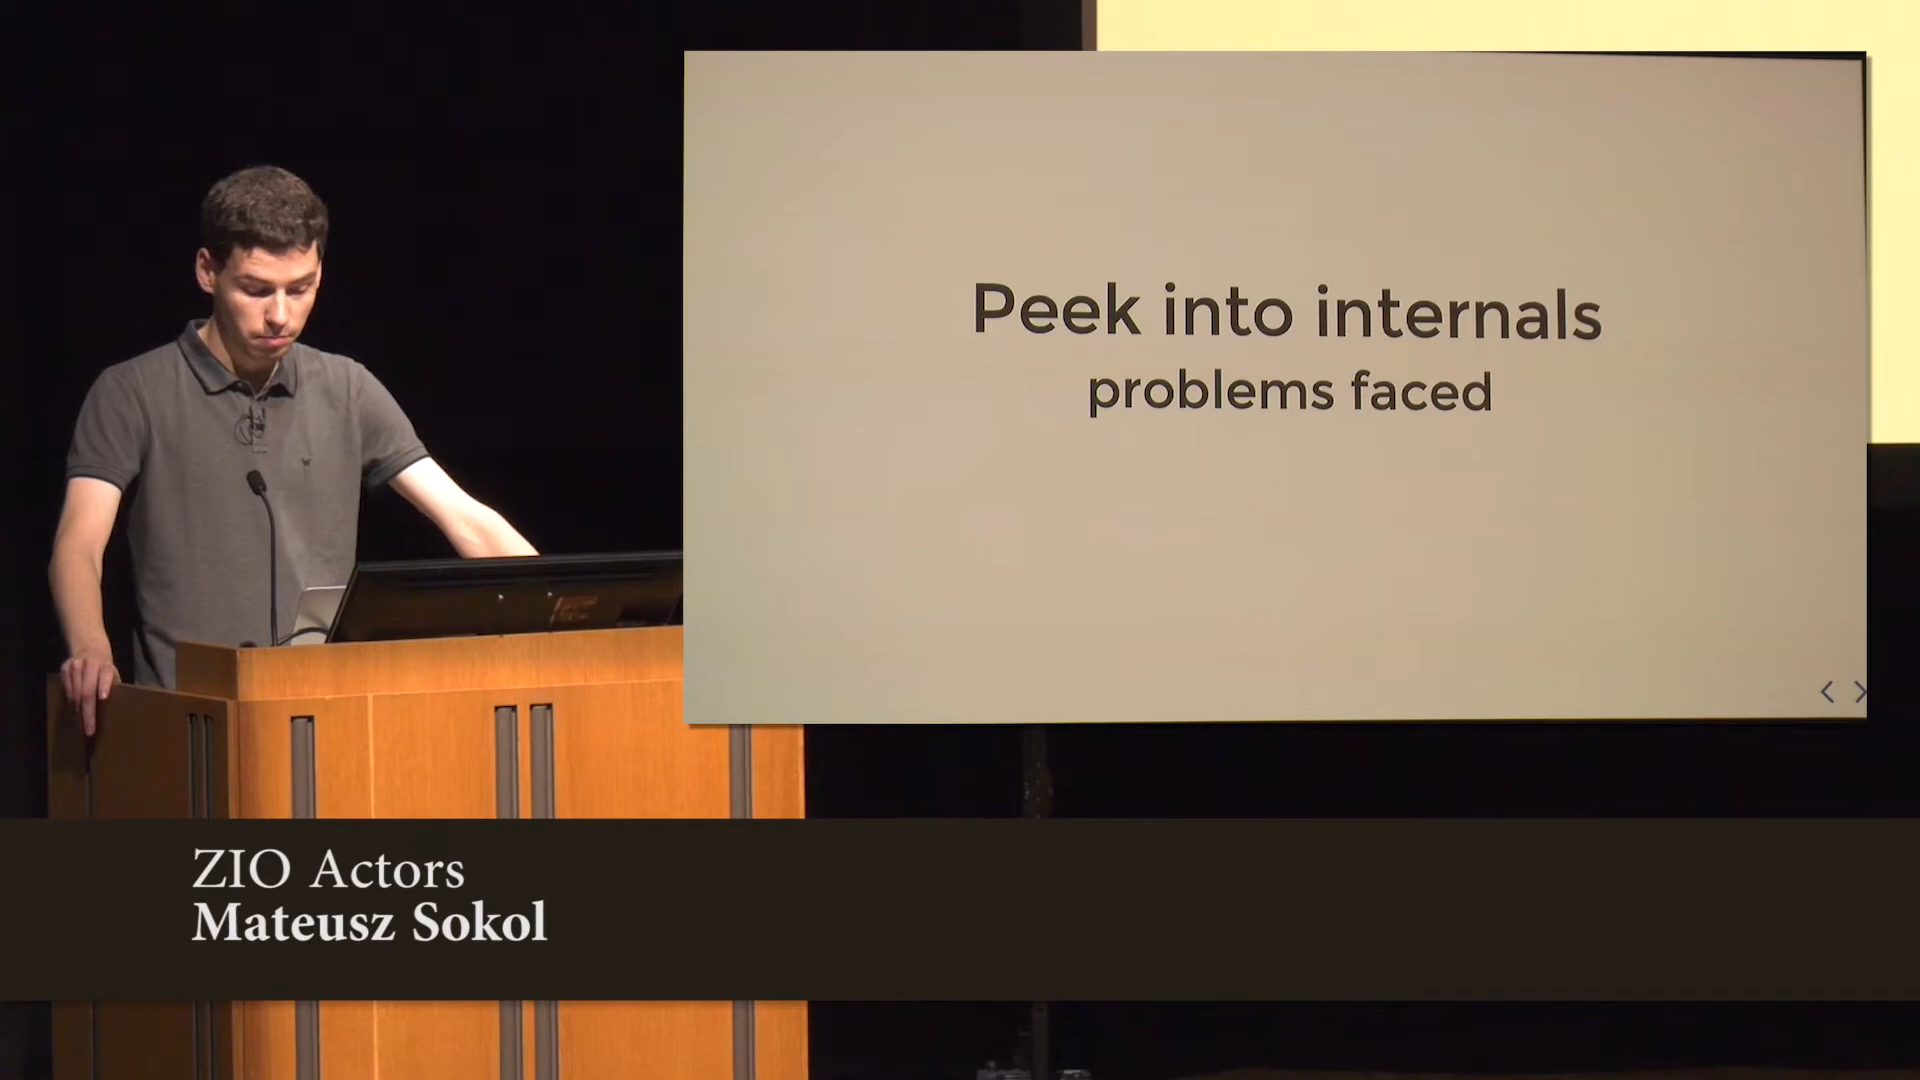 Peek into internals
problems faced
W
ZIO Actors
Mateusz Sokol